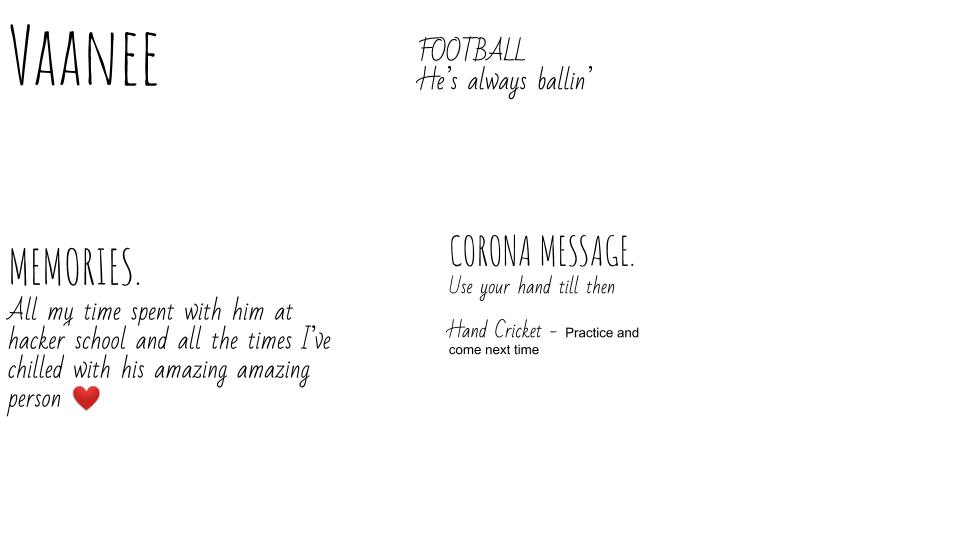 Vaanee
FOOTBALL
He's always ballin'
MEMORIES.
All my time spent with him at
hacker school and all the times I've
chilled with his amazing amazing
person ❤️
CORONA MESSAGE.
Use your hand till then
Hand Cricket - Practice and
come next time